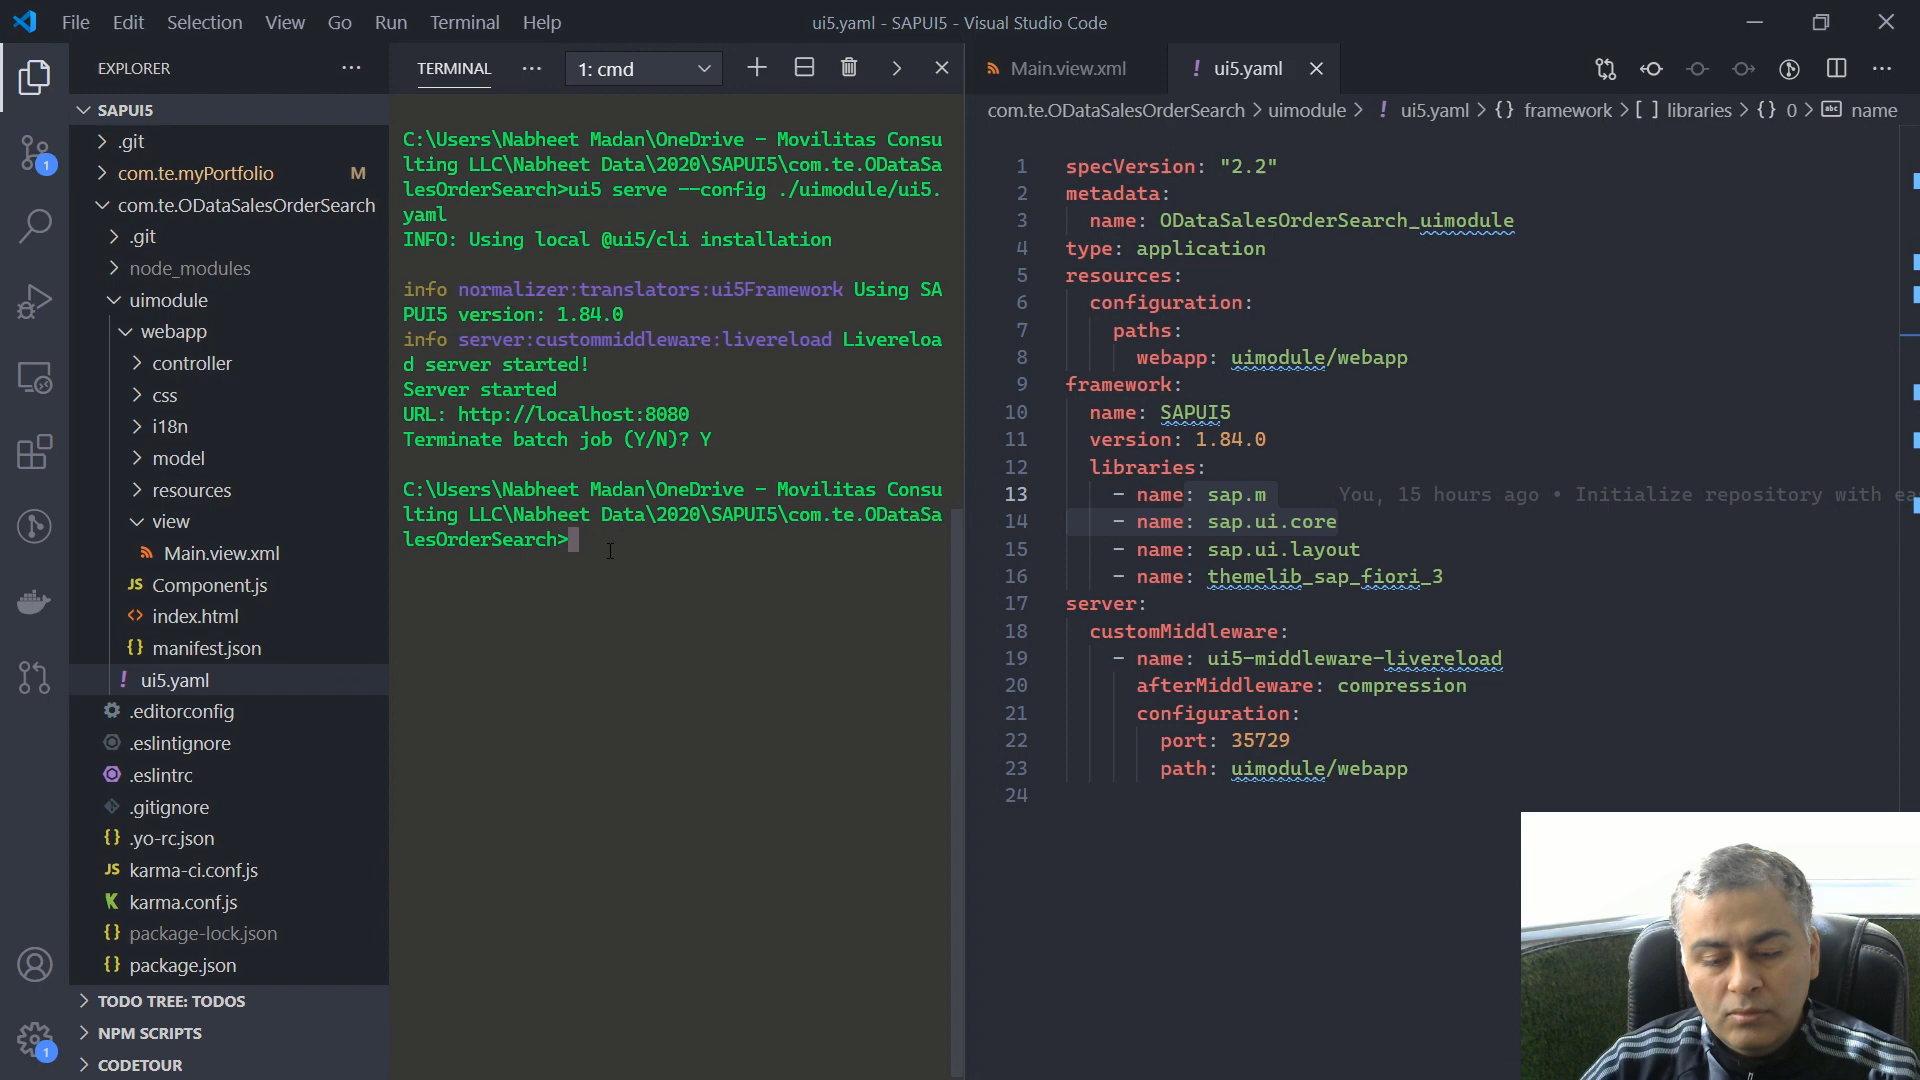 File Edit Selection View Go Run Terminal Help
ui5.yaml - SAPUI5 - Visual Studio Code
EXPLORER
SAPUI5
.git
com.te.myPortfolio M
com.te.ODataSalesOrderSearch
.git
node_modules
uimodule
webapp
controller
css
i18n
model
resources
view
Main.view.xml
Component.js
index.html
manifest.json
ui5.yaml
.editorconfig
.eslintignore
.eslintrc
.gitignore
.yo-rc.json
karma-ci.conf.js
karma.conf.js
package-lock.json
package.json
TODO TREE: TODOS
NPM SCRIPTS
CODETOUR
1
1
TERMINAL
1: cmd
C:\Users\Nabheet Madan\OneDrive - Movilitas Consu
lting LLC\Nabheet Data\2020\SAPUI5\com.te.ODataSa
lesOrderSearch>ui5 serve --config ./uimodule/ui5.
yaml
INFO: Using local @ui5/cli installation
info normalizer:translators:ui5Framework Using SA
PUI5 version: 1.84.0
info server:custommiddleware:livereload Livereloa
d server started!
Server started
URL: http://localhost:8080
Terminate batch job (Y/N)? Y
C:\Users\Nabheet Madan\OneDrive - Movilitas Consu
lting LLC\Nabheet Data\2020\SAPUI5\com.te.ODataSa
lesOrderSearch>
Main.view.xml
! ui5.yaml
com.te.ODataSalesOrderSearch > uimodule > ! ui5.yaml > {} framework > [ ] libraries > {} 0 > abc name
1 specVersion: "2.2"
2 metadata:
3 name: ODataSalesOrderSearch_uimodule
4 type: application
5 resources:
6 configuration:
7 paths:
8 webapp: uimodule/webapp
9 framework:
10 name: SAPUI5
11 version: 1.84.0
12 libraries:
13 - name: sap.m You, 15 hours ago • Initialize repository with ea
14 - name: sap.ui.core
15 - name: sap.ui.layout
16 - name: themelib_sap_fiori_3
17 server:
18 customMiddleware:
19 - name: ui5-middleware-livereload
20 afterMiddleware: compression
21 configuration:
22 port: 35729
23 path: uimodule/webapp
24